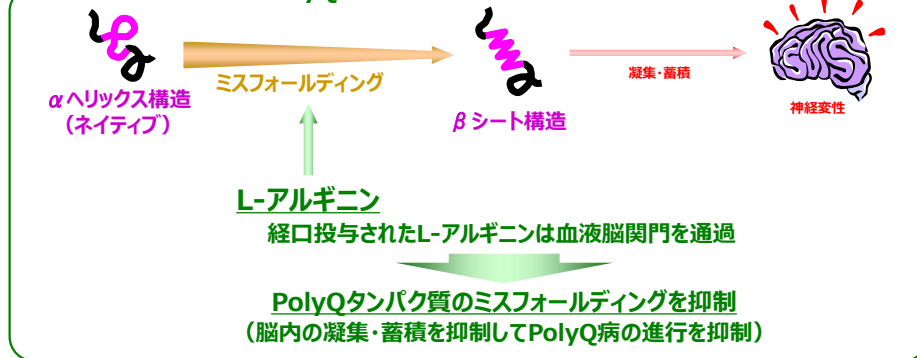 ミスフォールディング
凝集・蓄積
αヘリックス構造
(ネイティブ)
βシート構造
神経変性
L-アルギニン
経口投与されたL-アルギニンは血液脳関門を通過
PolyQタンパク質のミスフォールディングを抑制
(脳内の凝集・蓄積を抑制してPolyQ病の進行を抑制)